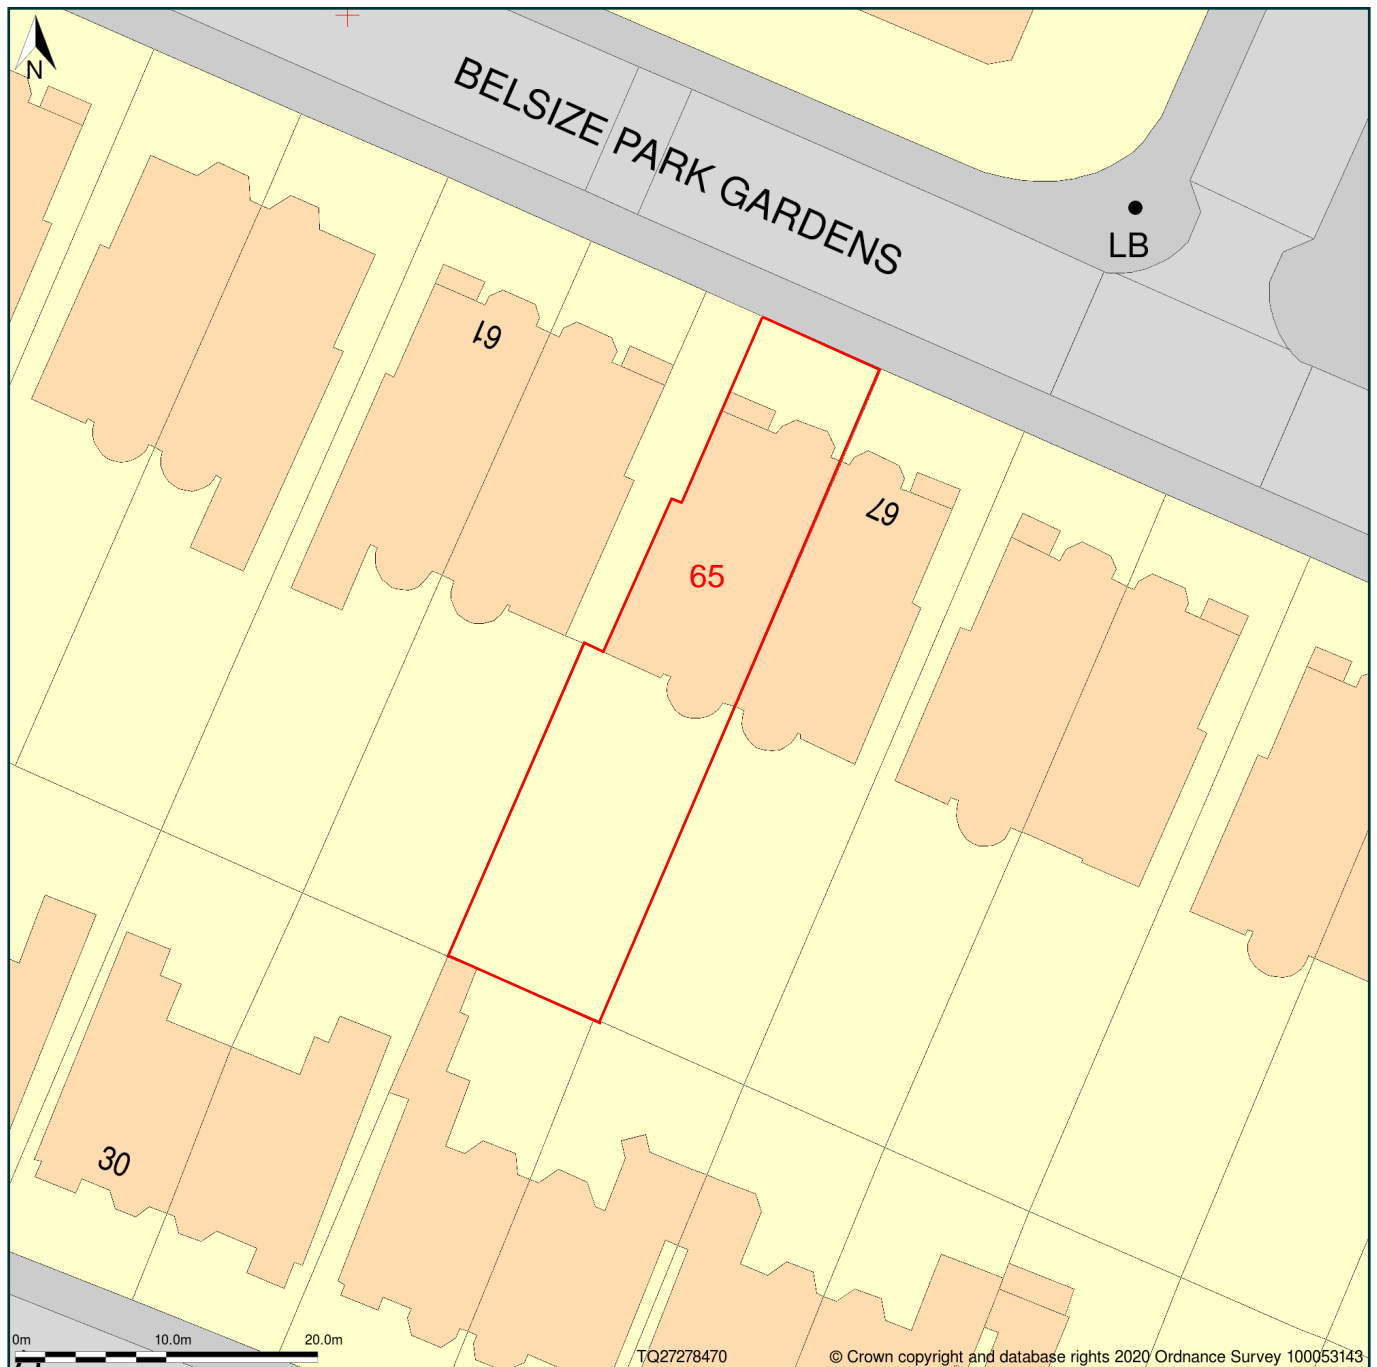 N
BELSIZE PARK GARDENS
LB
61
67
65
30
0m 10.0m 20.0m
TQ27278470
© Crown copyright and database rights 2020 Ordnance Survey 100053143